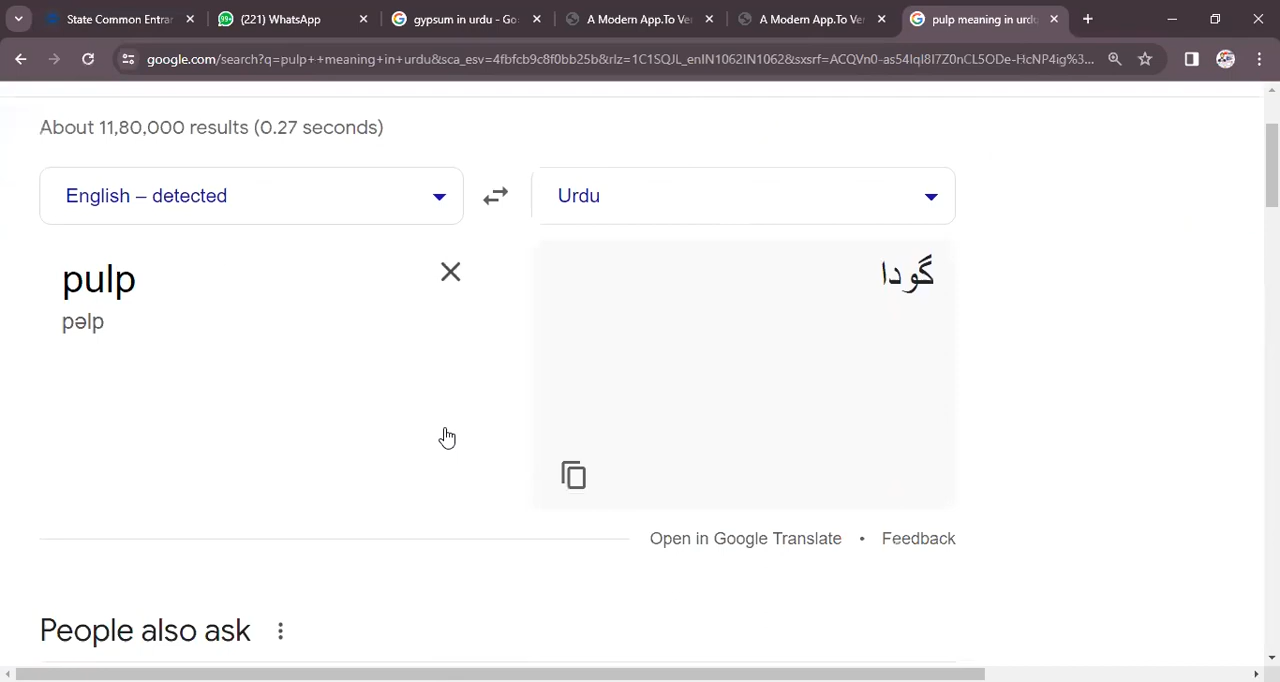 State Common Entrar
(221) WhatsApp
gypsum in urdu - Go
A Modern App.To Ve
A Modern App.To Ve
pulp meaning in urdu
google.com/search?q=pulp++meaning+in+urdu&sca_esv=4fbfcb9c8f0bb25b&rlz=1C1SQJL_enIN1062IN1062&sxsrf=ACQVn0-as54Iql8I7Z0nCL5ODe-HcNP4ig%3...
About 11,80,000 results (0.27 seconds)
English – detected
Urdu
pulp
گودا
pəlp
Open in Google Translate • Feedback
People also ask